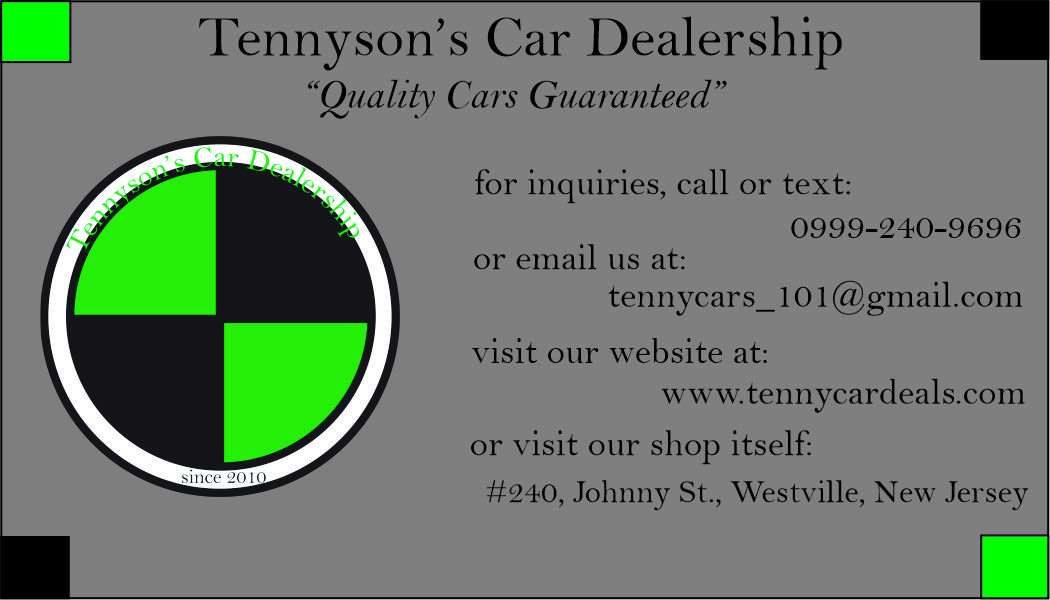 Tennyson's Car Dealership
“Quality Cars Guaranteed”
Tennyson's Car Dealership
since 2010
for inquiries, call or text:
0999-240-9696
or email us at:
tennycars_101@gmail.com
visit our website at:
www.tennycardeals.com
or visit our shop itself:
#240, Johnny St., Westville, New Jersey